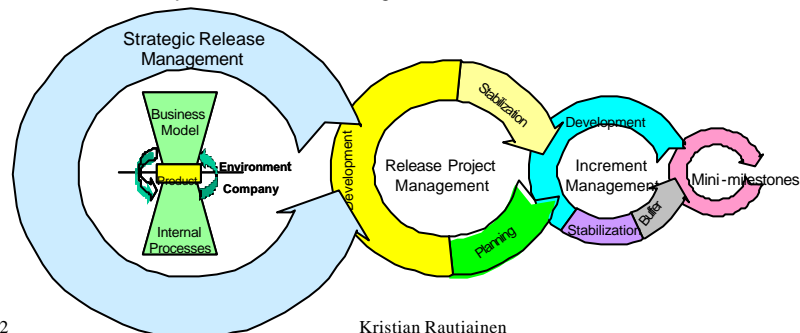 Strategic Release
Management
Business
Model
Product
Environment
Company
Internal
Processes
Development
Stabilization
Release Project
Management
Planning
Development
Increment
Management
Stabilization
Buffer
Mini-milestones
2
Kristian Rautiainen